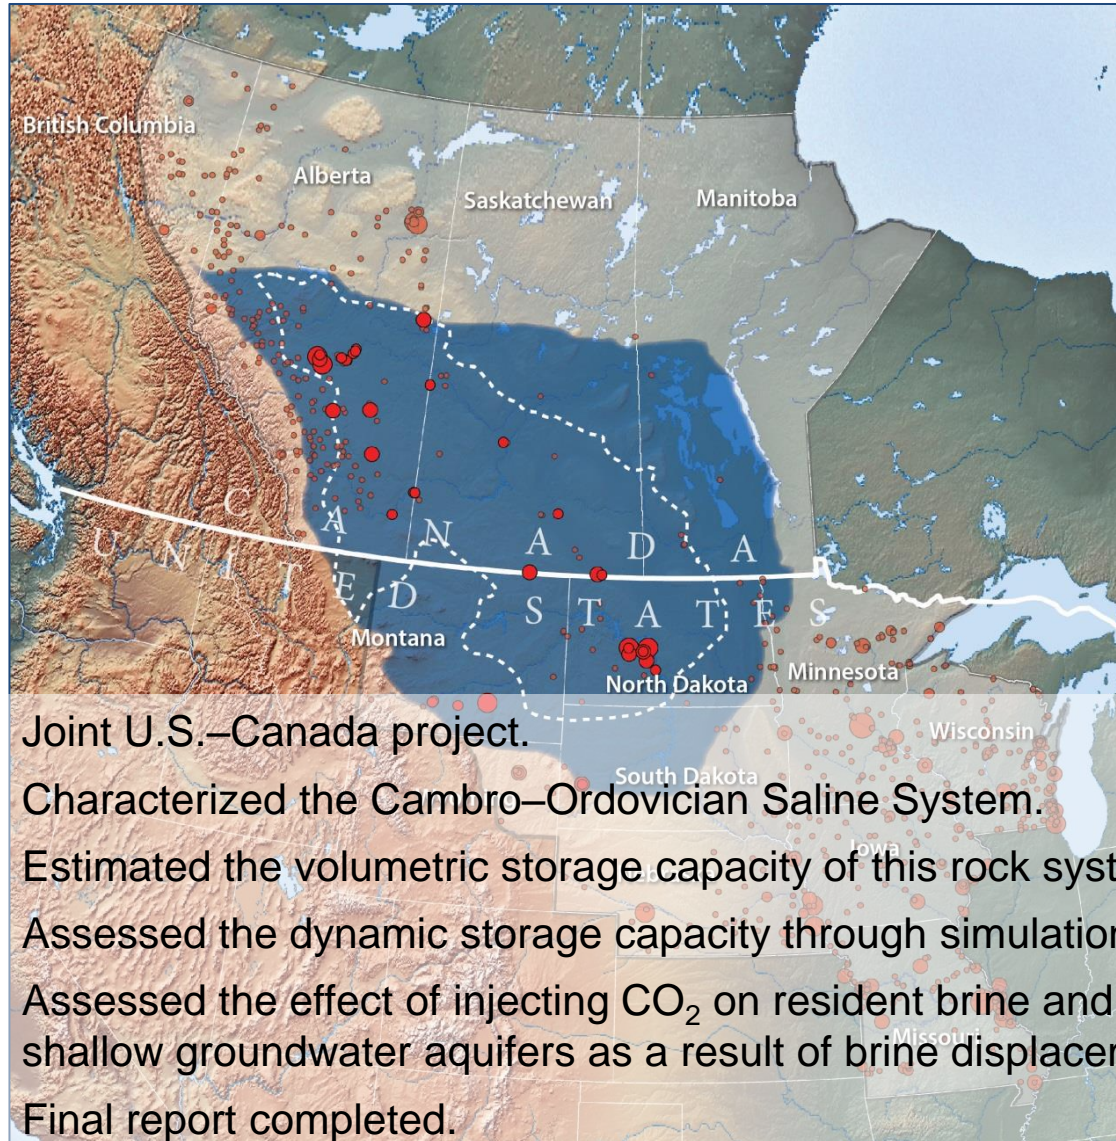 British Columbia
Alberta
Saskatchewan
Manitoba
CANADA
UNITED STATES
Montana
North Dakota
Minnesota
Wisconsin
South Dakota
Joint U.S.–Canada project.
Characterized the Cambro–Ordovician Saline System.
Iowa
Estimated the volumetric storage capacity of this rock syst
Assessed the dynamic storage capacity through simulation
Assessed the effect of injecting CO₂ on resident brine and
Missouri
shallow groundwater aquifers as a result of brine displacem
Final report completed.